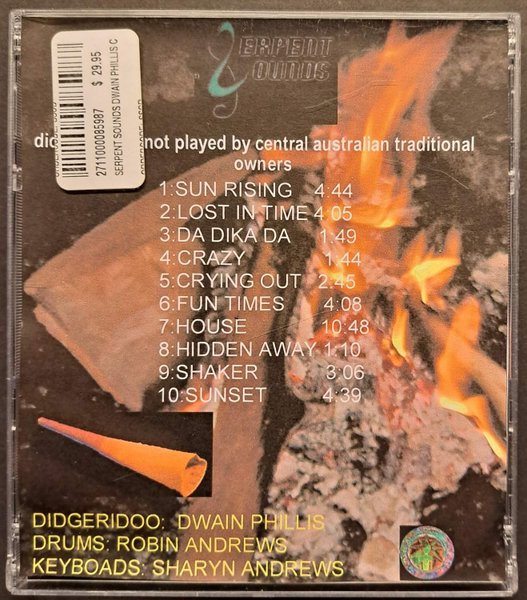 SERPENT
SOUNDS
$ 29.95
2711000085987
SERPENT SOUNDS DWAIN PHILLIS C
not played by central australian traditional
owners
1:SUN RISING 4:44
2:LOST IN TIME 4 05
3:DA DIKA DA 1:49
4:CRAZY 1:44
5:CRYING OUT 2:45
6:FUN TIMES 4:08
7:HOUSE 10:48
8:HIDDEN AWAY 1:10
9:SHAKER 3:06
10:SUNSET 4:39
DIDGERIDOO: DWAIN PHILLIS
DRUMS: ROBIN ANDREWS
KEYBOADS: SHARYN ANDREWS